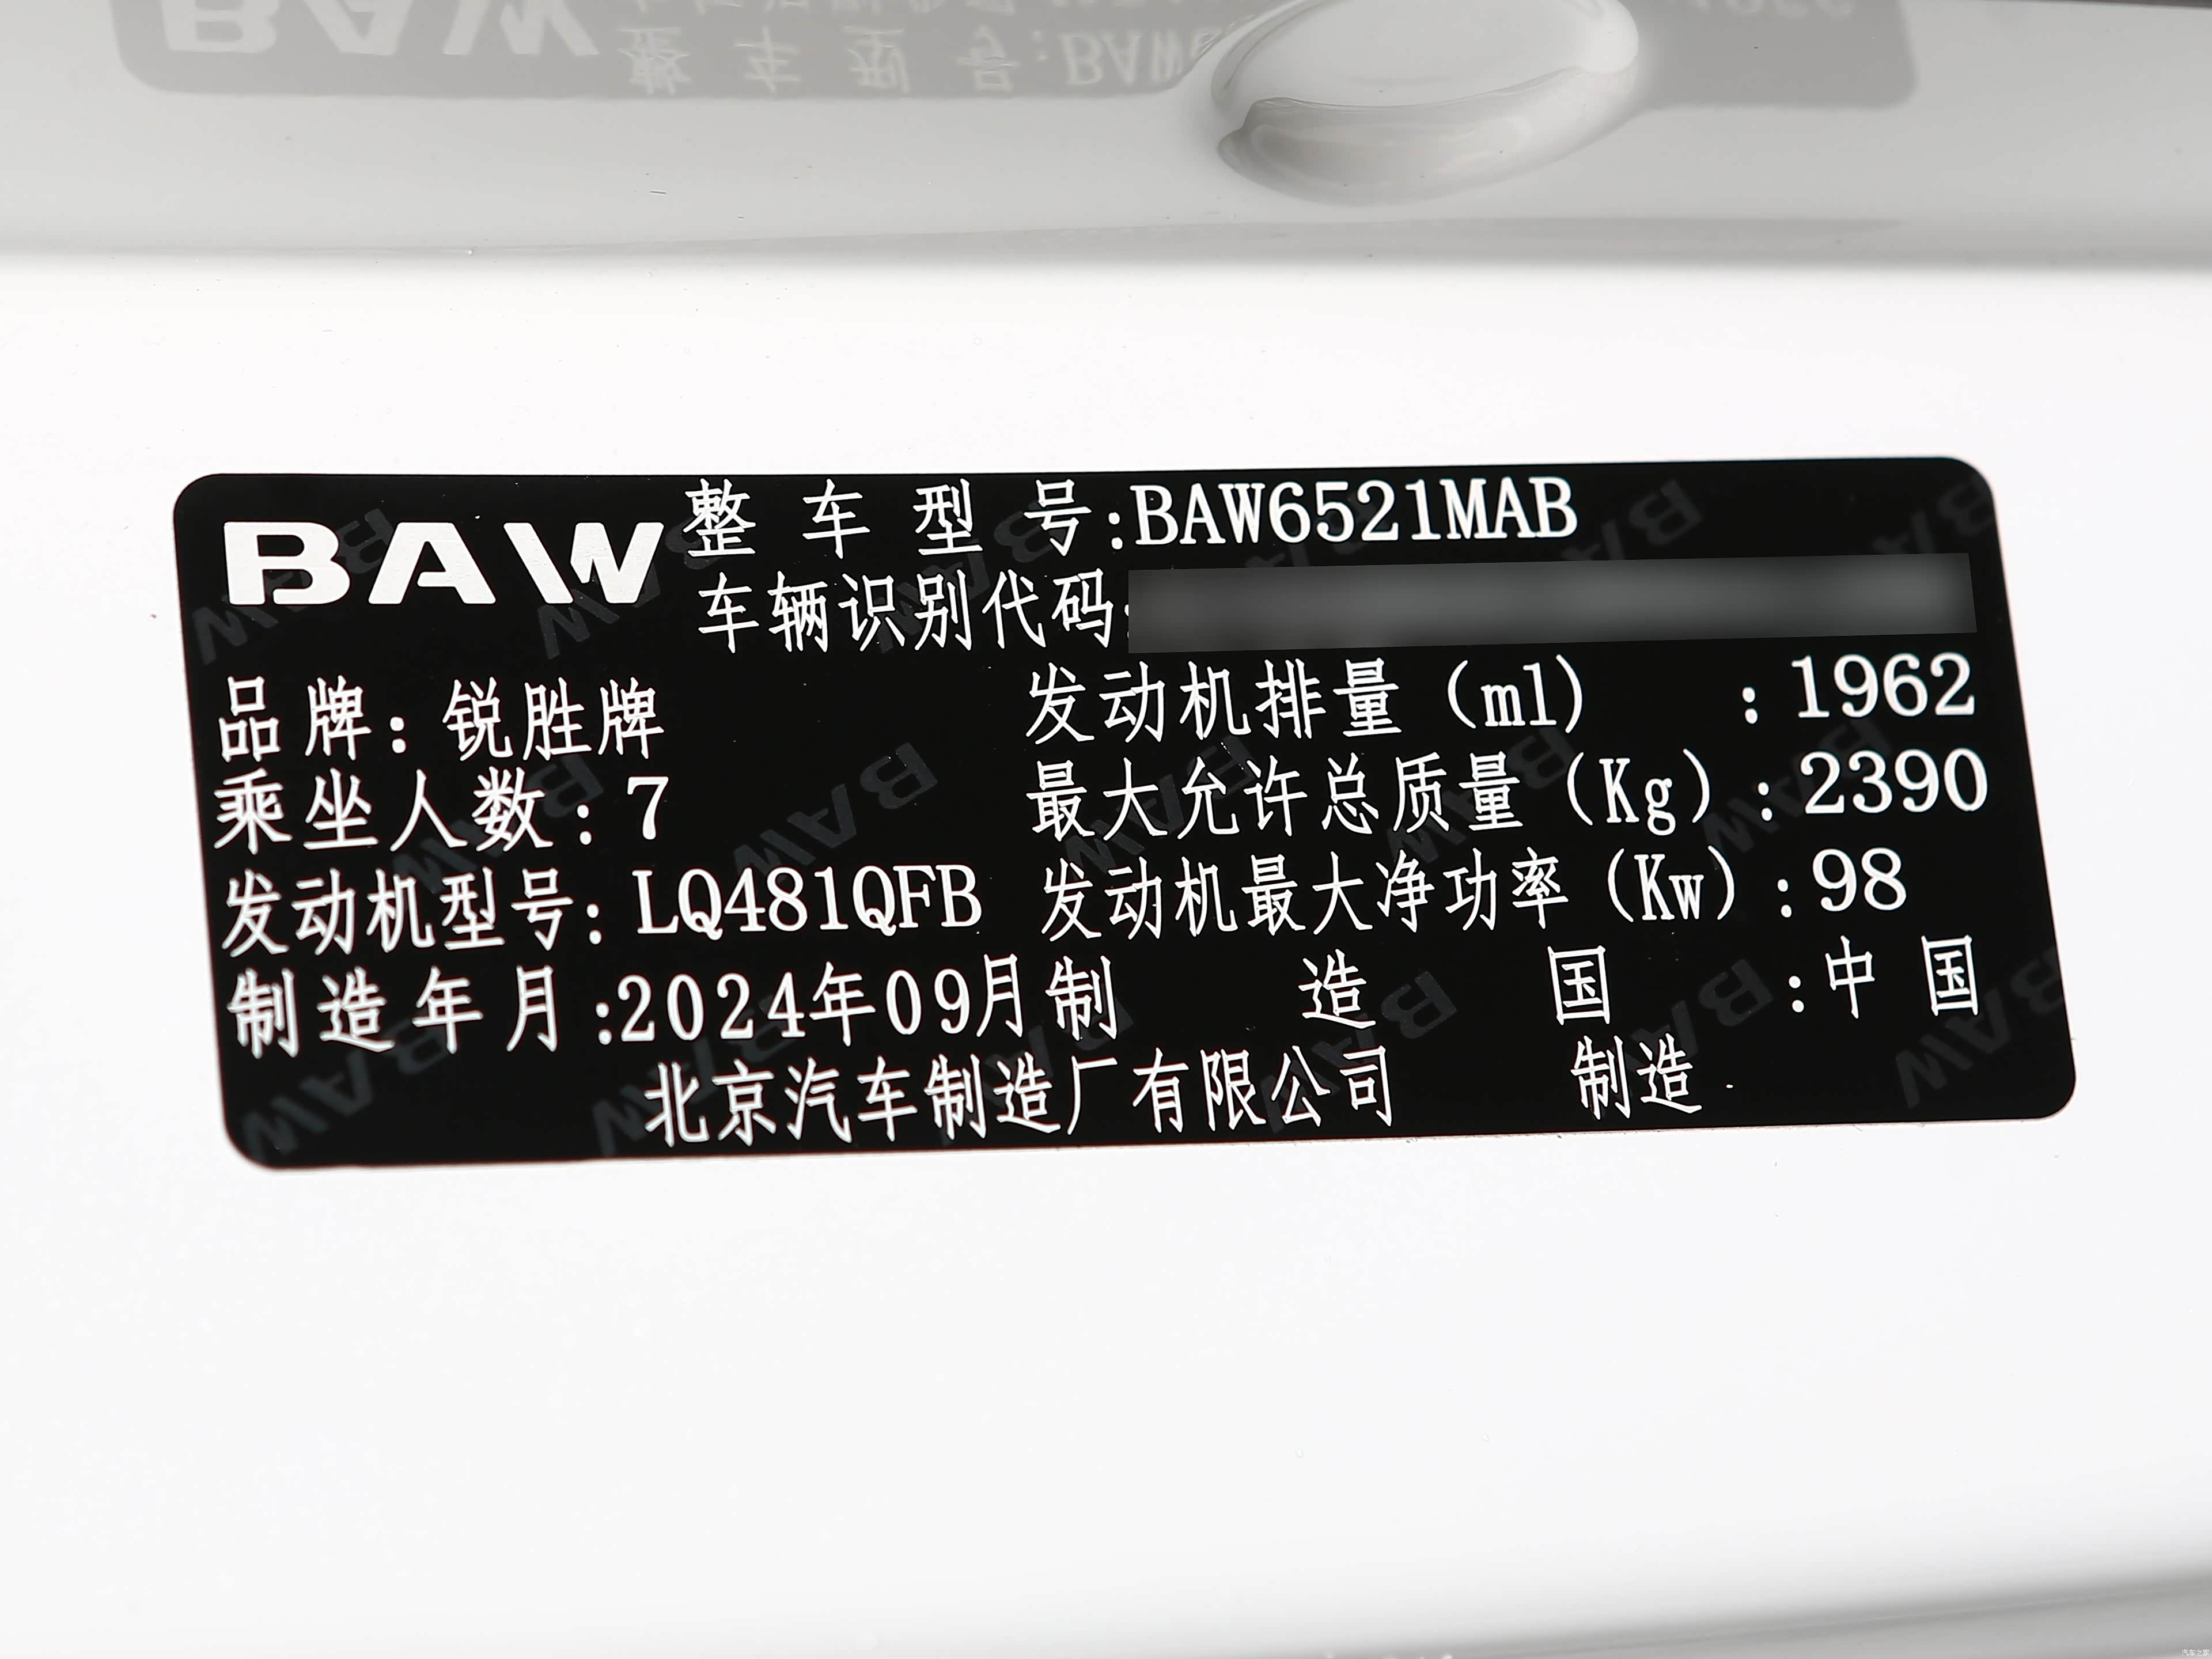 BAW
整车型号:BAW6521MAB
车辆识别代码:
品牌:锐胜牌 发动机排量(ml) :1962
乘坐人数:7 最大允许总质量(Kg):2390
发动机型号:LQ481QFB 发动机最大净功率(Kw):98
制造年月:2024年09月 制造国:中国
北京汽车制造厂有限公司 制造
汽车之家